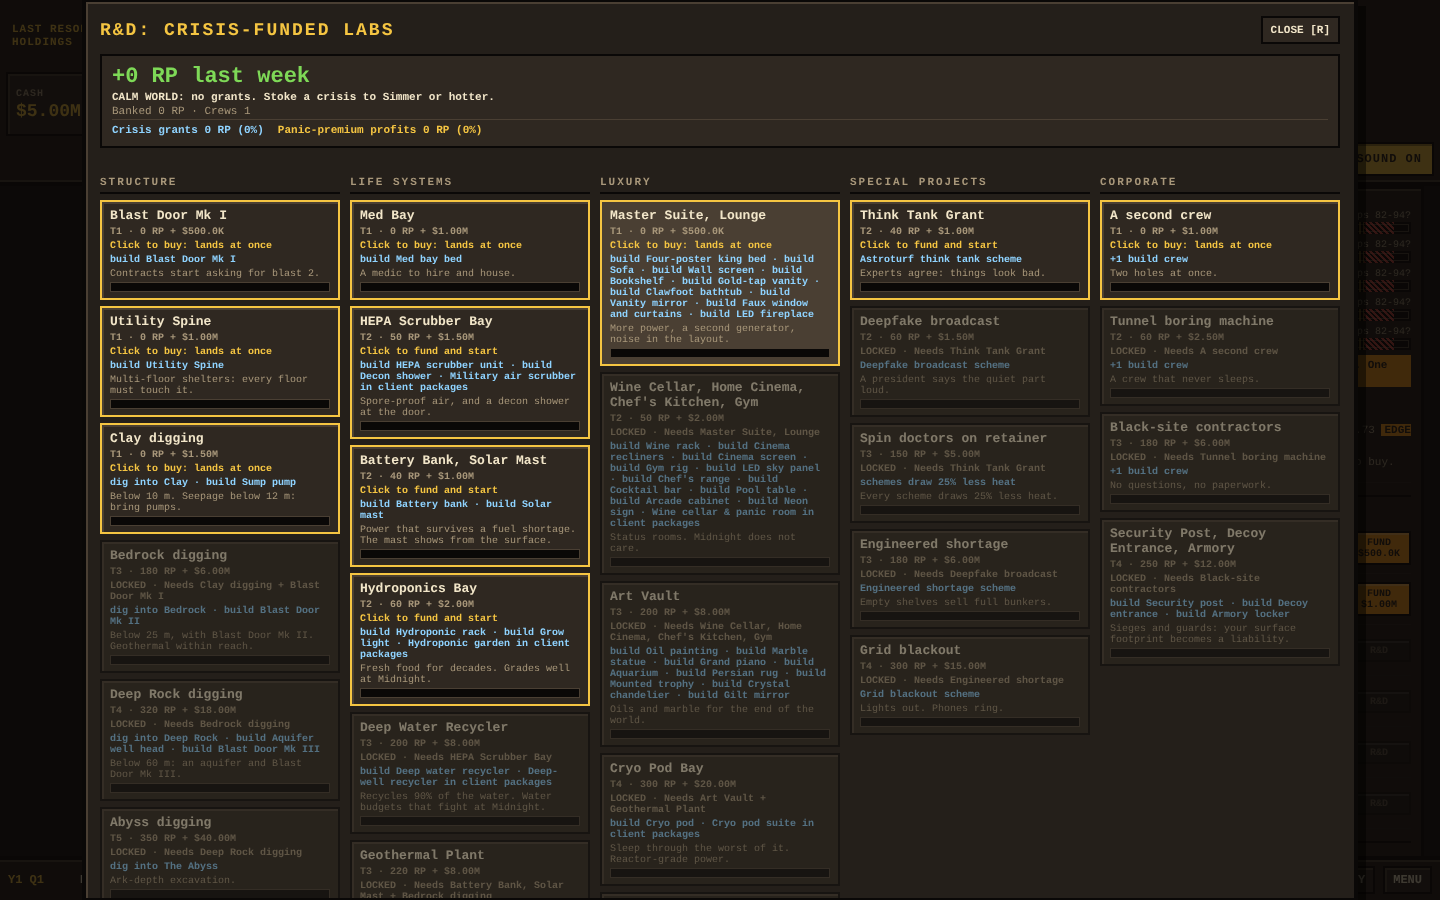 R&D: CRISIS-FUNDED LABS
CLOSE [R]
LAST RESO
HOLDINGS
CASH
$5.00M
+0 RP last week
CALM WORLD: no grants. Stoke a crisis to Simmer or hotter.
Banked 0 RP · Crews 1
Crisis grants 0 RP (0%) Panic-premium profits 0 RP (0%)
SOUND ON
STRUCTURE
Blast Door Mk I
T1 · 0 RP + $500.0K
Click to buy: lands at once
build Blast Door Mk I
Contracts start asking for blast 2.
Utility Spine
T1 · 0 RP + $1.00M
Click to buy: lands at once
build Utility Spine
Multi-floor shelters: every floor
must touch it.
Clay digging
T1 · 0 RP + $1.50M
Click to buy: lands at once
dig into Clay · build Sump pump
Below 10 m. Seepage below 12 m:
bring pumps.
Bedrock digging
T3 · 180 RP + $6.00M
LOCKED · Needs Clay digging + Blast
Door Mk I
dig into Bedrock · build Blast Door
Mk II
Below 25 m, with Blast Door Mk II.
Geothermal within reach.
Deep Rock digging
T4 · 320 RP + $18.00M
LOCKED · Needs Bedrock digging
dig into Deep Rock · build Aquifer
well head · build Blast Door Mk III
Below 60 m: an aquifer and Blast
Door Mk III.
Abyss digging
T5 · 350 RP + $40.00M
LOCKED · Needs Deep Rock digging
dig into The Abyss
Ark-depth excavation.
LIFE SYSTEMS
Med Bay
T1 · 0 RP + $1.00M
Click to buy: lands at once
build Med bay bed
A medic to hire and house.
HEPA Scrubber Bay
T2 · 50 RP + $1.50M
Click to fund and start
build HEPA scrubber unit · build
Decon shower · Military air scrubber
in client packages
Spore-proof air, and a decon shower
at the door.
Battery Bank, Solar Mast
T2 · 40 RP + $1.00M
Click to fund and start
build Battery bank · build Solar
mast
Power that survives a fuel shortage.
The mast shows from the surface.
Hydroponics Bay
T2 · 60 RP + $2.00M
Click to fund and start
build Hydroponic rack · build Grow
light · Hydroponic garden in client
packages
Fresh food for decades. Grades well
at Midnight.
Deep Water Recycler
T3 · 200 RP + $8.00M
LOCKED · Needs HEPA Scrubber Bay
build Deep water recycler · Deep-
well recycler in client packages
Recycles 90% of the water. Water
budgets that fight at Midnight.
Geothermal Plant
T3 · 220 RP + $8.00M
LOCKED · Needs Battery Bank, Solar
Mast + Bedrock digging
LUXURY
Master Suite, Lounge
T1 · 0 RP + $500.0K
Click to buy: lands at once
build Four-poster king bed · build
Sofa · build Wall screen · build
Bookshelf · build Gold-tap vanity ·
build Clawfoot bathtub · build
Vanity mirror · build Faux window
and curtains · build LED fireplace
More power, a second generator,
noise in the layout.
Wine Cellar, Home Cinema,
Chef's Kitchen, Gym
T2 · 50 RP + $2.00M
LOCKED · Needs Master Suite, Lounge
build Wine rack · build Cinema
recliners · build Cinema screen ·
build Gym rig · build LED sky panel
· build Chef's range · build
Cocktail bar · build Pool table ·
build Arcade cabinet · build Neon
sign · Wine cellar & panic room in
client packages
Status rooms. Midnight does not
care.
Art Vault
T3 · 200 RP + $8.00M
LOCKED · Needs Wine Cellar, Home
Cinema, Chef's Kitchen, Gym
build Oil painting · build Marble
statue · build Grand piano · build
Aquarium · build Persian rug · build
Mounted trophy · build Crystal
chandelier · build Gilt mirror
Oils and marble for the end of the
world.
Cryo Pod Bay
T4 · 300 RP + $20.00M
LOCKED · Needs Art Vault +
Geothermal Plant
build Cryo pod · Cryo pod suite in
client packages
Sleep through the worst of it.
Reactor-grade power.
SPECIAL PROJECTS
Think Tank Grant
T2 · 40 RP + $1.00M
Click to fund and start
Astroturf think tank scheme
Experts agree: things look bad.
Deepfake broadcast
T2 · 60 RP + $1.50M
LOCKED · Needs Think Tank Grant
Deepfake broadcast scheme
A president says the quiet part
loud.
Spin doctors on retainer
T3 · 150 RP + $5.00M
LOCKED · Needs Think Tank Grant
schemes draw 25% less heat
Every scheme draws 25% less heat.
Engineered shortage
T3 · 180 RP + $6.00M
LOCKED · Needs Deepfake broadcast
Engineered shortage scheme
Empty shelves sell full bunkers.
Grid blackout
T4 · 300 RP + $15.00M
LOCKED · Needs Engineered shortage
Grid blackout scheme
Lights out. Phones ring.
CORPORATE
A second crew
T1 · 0 RP + $1.00M
Click to buy: lands at once
+1 build crew
Two holes at once.
Tunnel boring machine
T2 · 60 RP + $2.50M
LOCKED · Needs A second crew
+1 build crew
A crew that never sleeps.
Black-site contractors
T3 · 180 RP + $6.00M
LOCKED · Needs Tunnel boring machine
+1 build crew
No questions, no paperwork.
Security Post, Decoy
Entrance, Armory
T4 · 250 RP + $12.00M
LOCKED · Needs Black-site
contractors
build Security post · build Decoy
entrance · build Armory locker
Sieges and guards: your surface
footprint becomes a liability.
82-94?
82-94?
82-94?
82-94?
82-94?
One
73 EDGE
buy.
FUND
$500.0K
FUND
$1.00M
R&D
R&D
R&D
R&D
Y1 Q1
Y
MENU